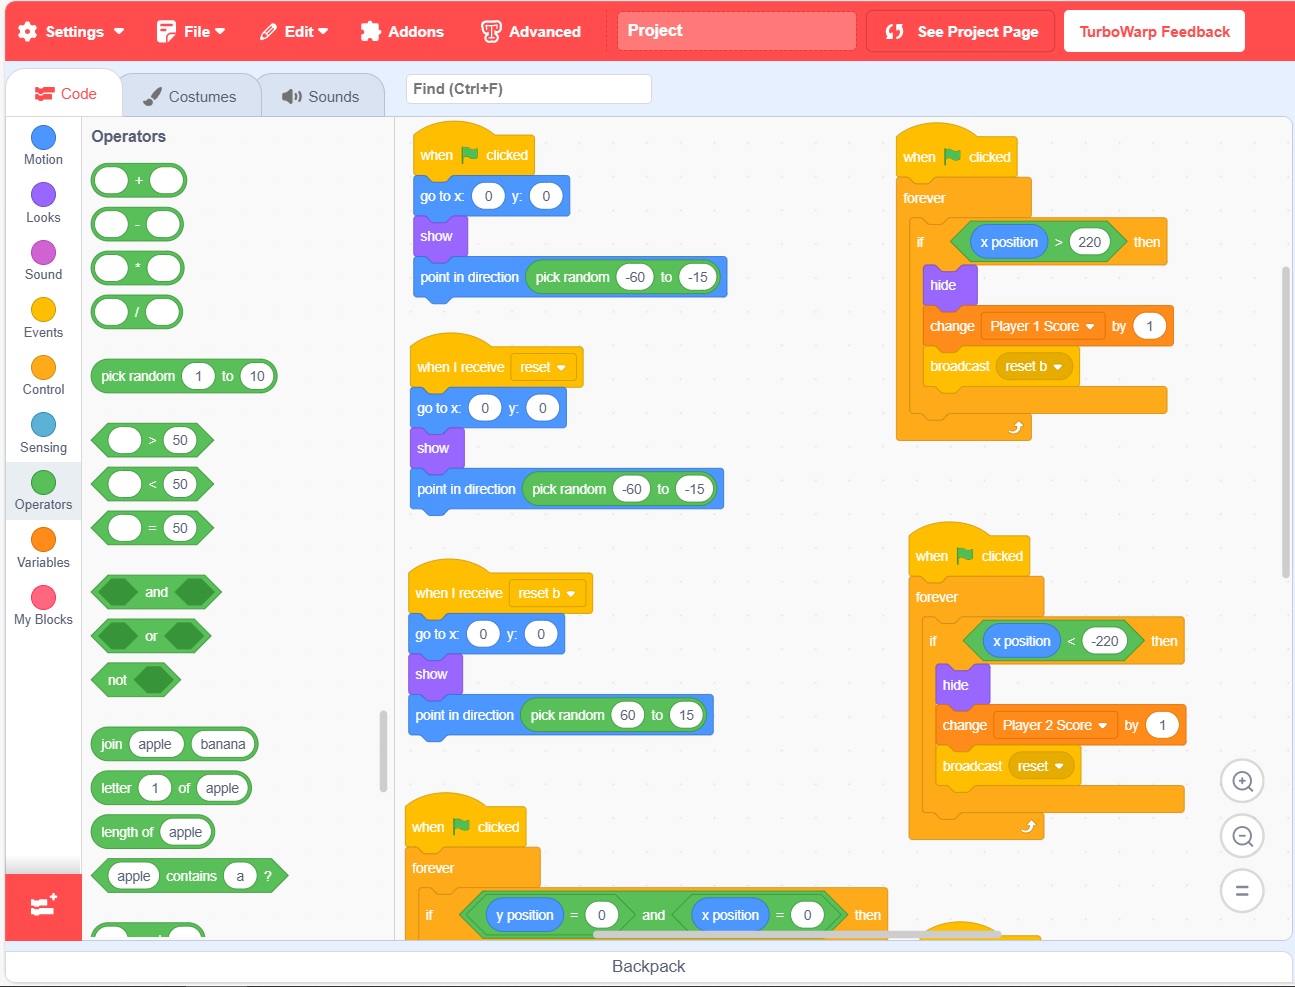 Settings File Edit Addons Advanced Project See Project Page TurboWarp Feedback
Code Costumes Sounds Find (Ctrl+F)
Motion
Looks
Sound
Events
Control
Sensing
Operators
Variables
My Blocks
Operators
+
-
*
/
pick random 1 to 10
> 50
< 50
= 50
and
or
not
join apple banana
letter 1 of apple
length of apple
apple contains a ?
when clicked
go to x: 0 y: 0
show
point in direction pick random -60 to -15
when I receive reset
go to x: 0 y: 0
show
point in direction pick random -60 to -15
when I receive reset b
go to x: 0 y: 0
show
point in direction pick random 60 to 15
when clicked
forever
if y position = 0 and x position = 0 then
when clicked
forever
if x position > 220 then
hide
change Player 1 Score by 1
broadcast reset b
when clicked
forever
if x position < -220 then
hide
change Player 2 Score by 1
broadcast reset
Backpack